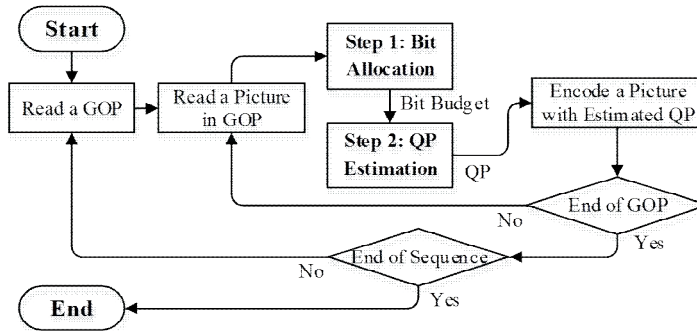 Start
Read a GOP
Read a Picture
in GOP
Step 1: Bit
Allocation
Bit Budget
Step 2: QP
Estimation
QP
Encode a Picture
with Estimated QP
End of GOP
No
Yes
End of Sequence
No
Yes
End